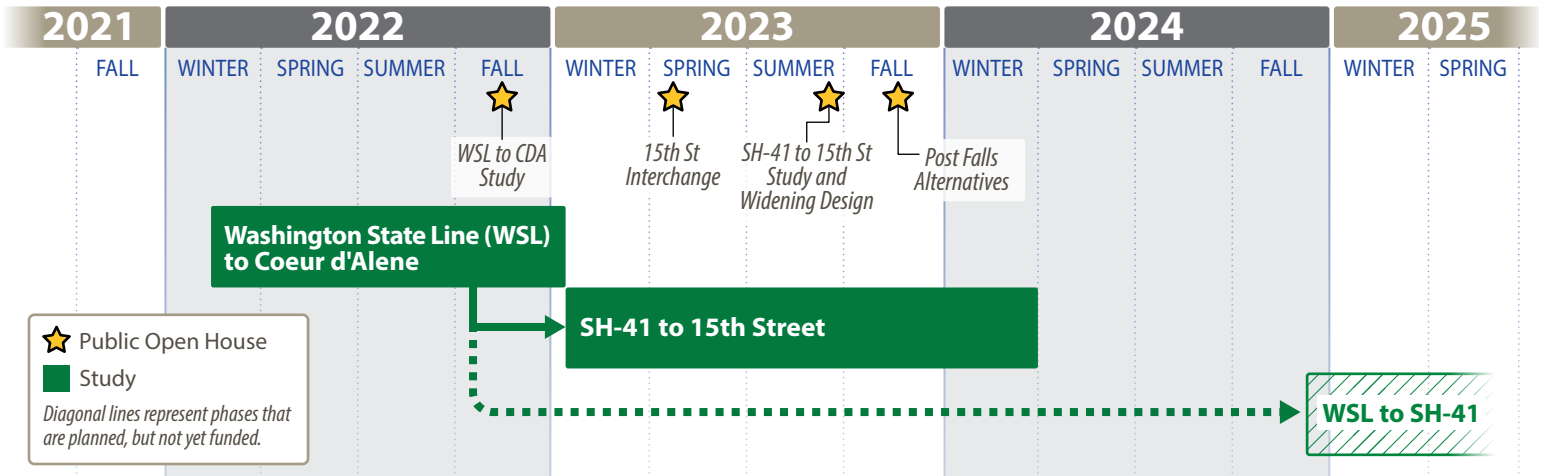 2021 2022 2023 2024 2025
FALL WINTER SPRING SUMMER FALL WINTER SPRING SUMMER FALL WINTER SPRING SUMMER FALL WINTER SPRING
WSL to CDA
Study
15th St
Interchange
SH-41 to 15th St
Study and
Widening Design
Post Falls
Alternatives
Washington State Line (WSL)
to Coeur d'Alene
SH-41 to 15th Street
WSL to SH-41
Public Open House
Study
Diagonal lines represent phases that
are planned, but not yet funded.